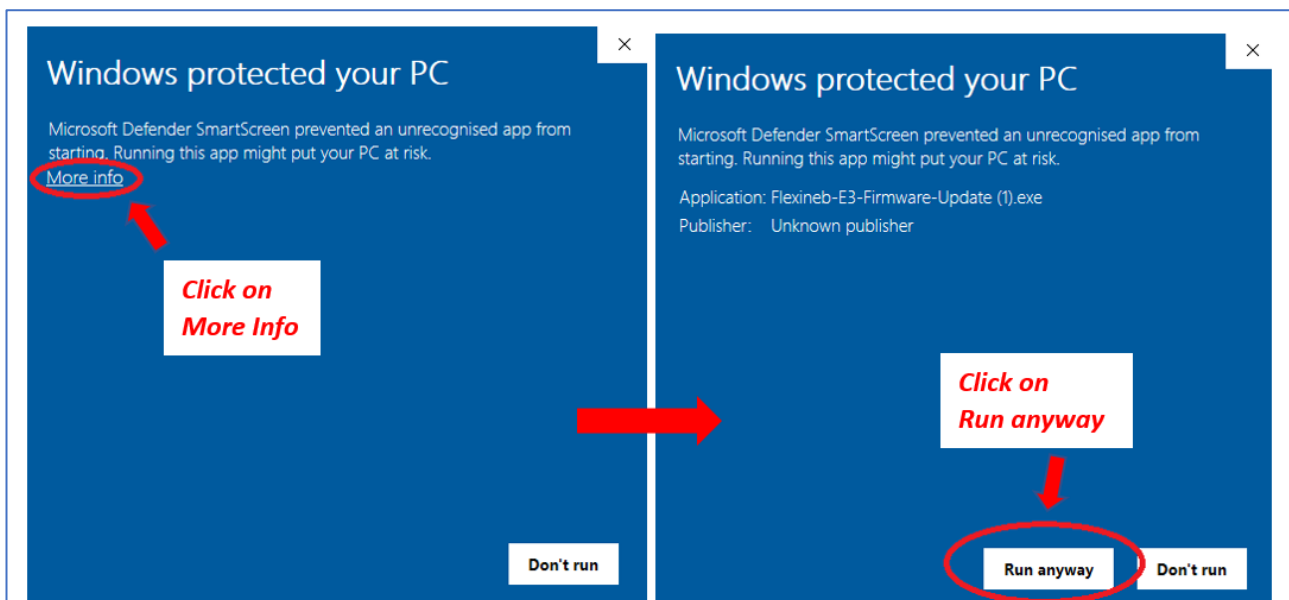 Windows protected your PC
Microsoft Defender SmartScreen prevented an unrecognised app from
starting. Running this app might put your PC at risk.
More info
Click on
More Info
Don't run
Windows protected your PC
Microsoft Defender SmartScreen prevented an unrecognised app from
starting. Running this app might put your PC at risk.
Application: Flexineb-E3-Firmware-Update (1).exe
Publisher: Unknown publisher
Click on
Run anyway
Run anyway Don't run